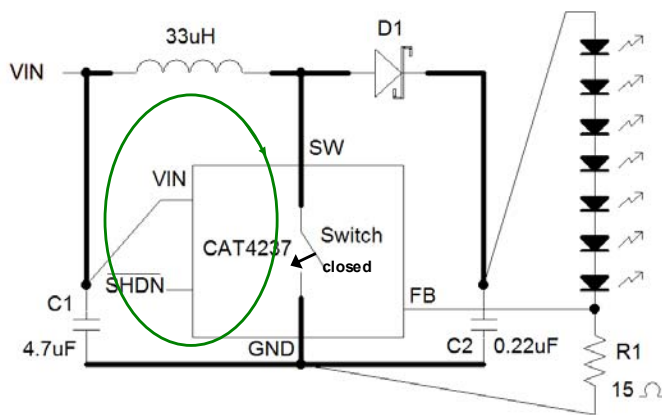 33uH
D1
VIN
SW
VIN
CAT4237
Switch
closed
SHDN
C1
FB
4.7uF
GND
C2
0.22uF
R1
15 Ω